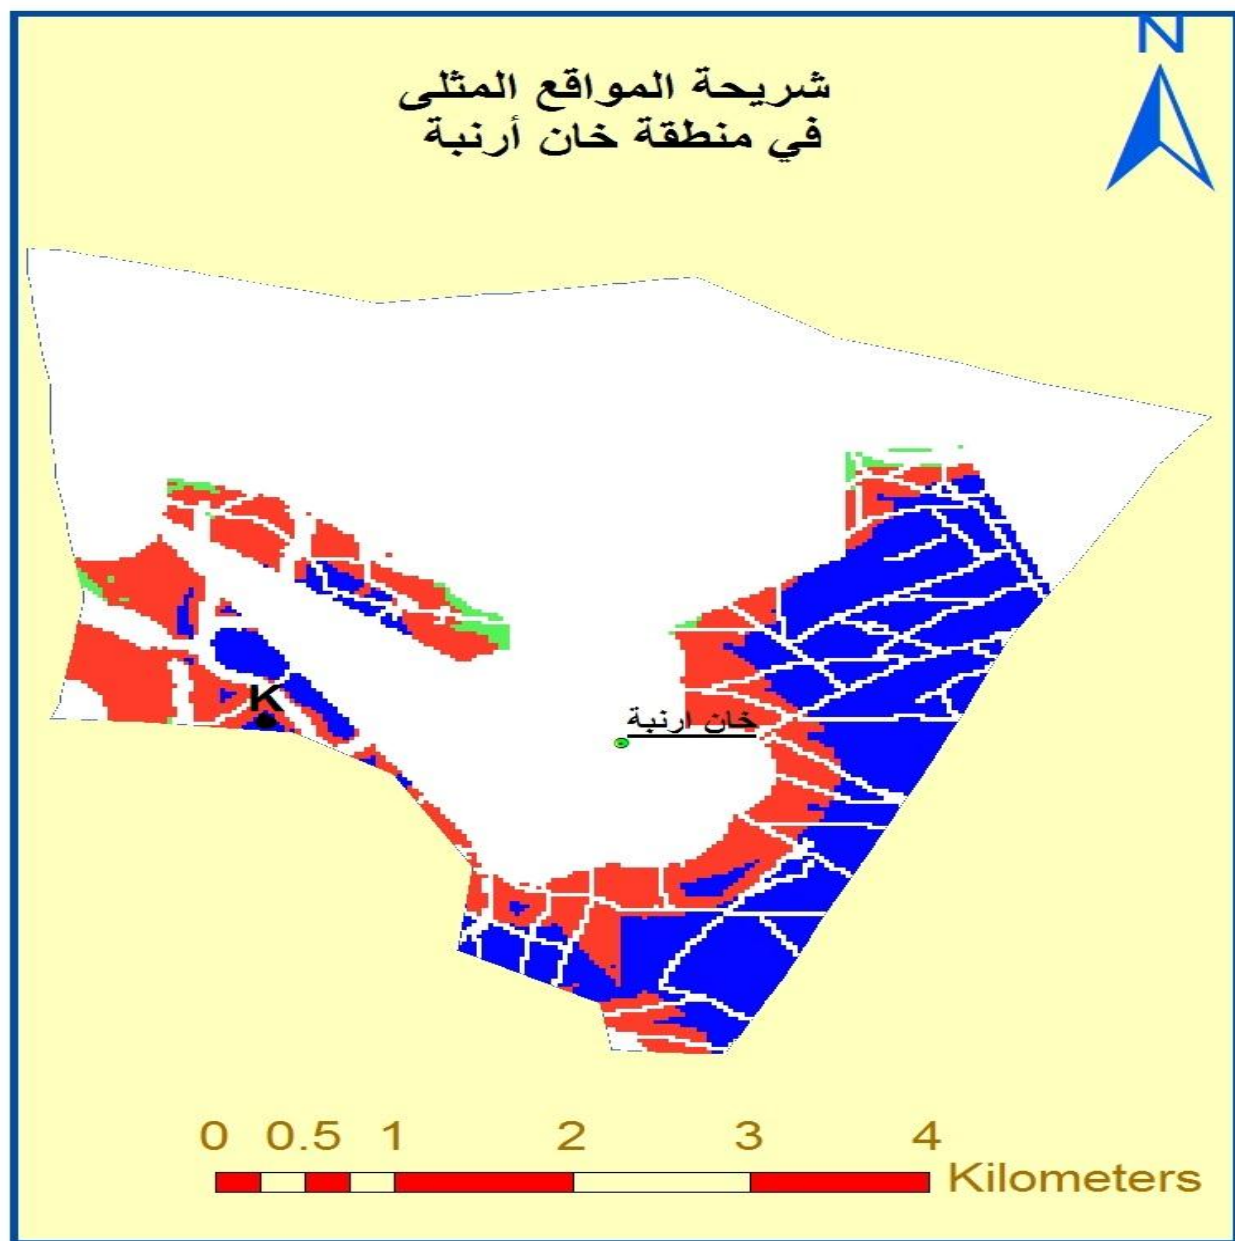 N
شريحة المواقع المثلى
في منطقة خان أرنبة
K
خان ارنبة
0 0.5 1 2 3 4
Kilometers